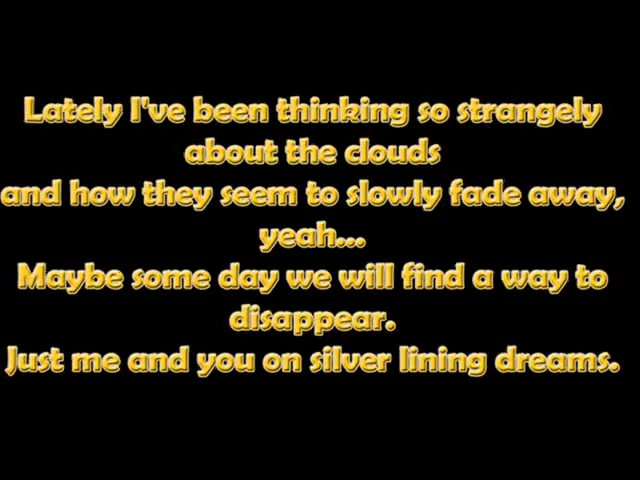 Lately I've been thinking so strangely
about the clouds
and how they seem to slowly fade away,
yeah...
Maybe some day we will find a way to
disappear.
Just me and you on silver lining dreams.